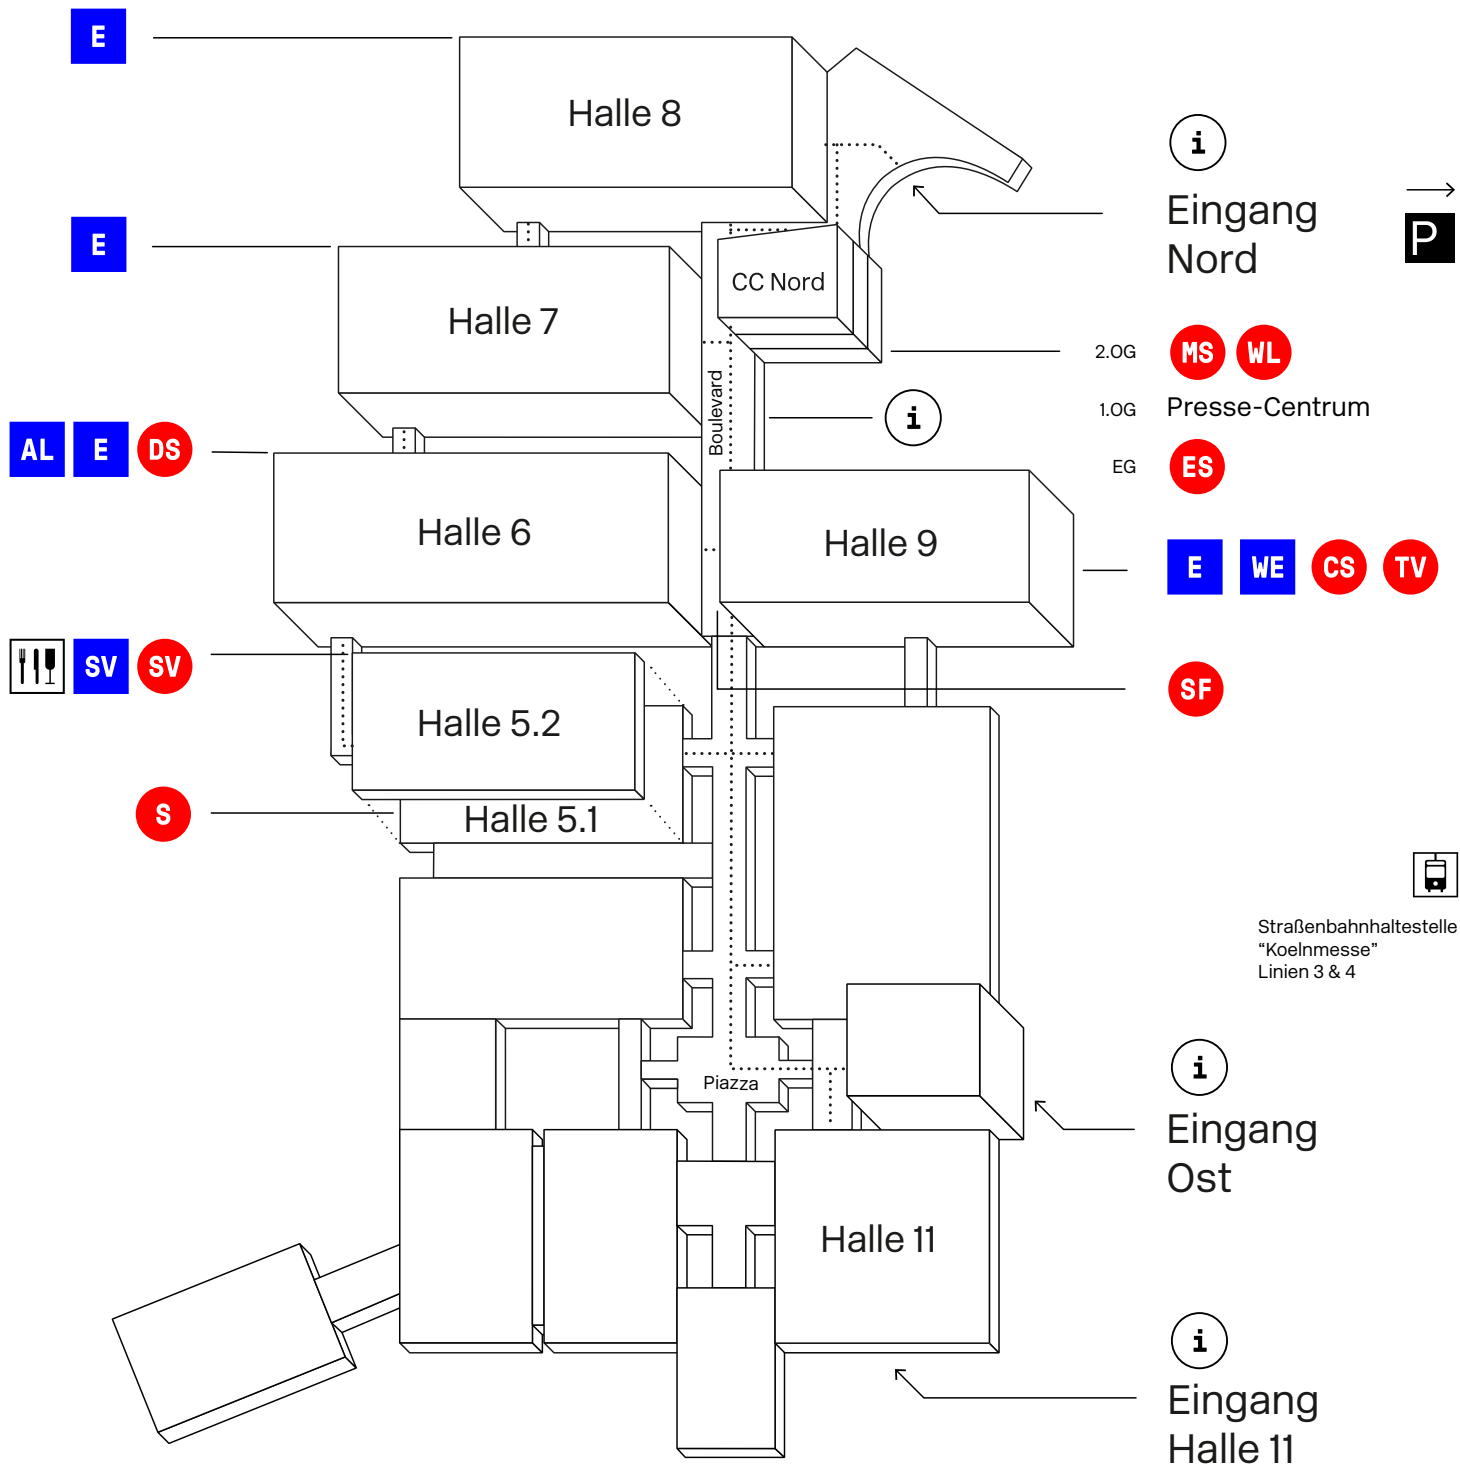 E
Halle 8
i
Eingang
Nord
P
E
Halle 7
CC Nord
2.OG MS WL
1.OG Presse-Centrum
EG ES
Boulevard
i
AL E DS
Halle 6
Halle 9
E WE CS TV
SV SV
Halle 5.2
SF
S
Halle 5.1
Straßenbahnhaltestelle
“Koelnmesse”
Linien 3 & 4
Piazza
i
Eingang
Ost
Halle 11
i
Eingang
Halle 11